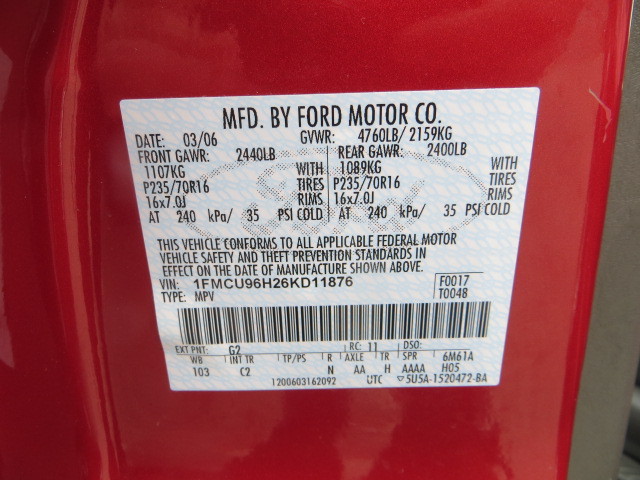 MFD. BY FORD MOTOR CO.
DATE: 03/06 GVWR: 4760LB/ 2159KG
FRONT GAWR: 2440LB REAR GAWR: 2400LB
1107KG WITH 1089KG WITH
P235/70R16 TIRES P235/70R16 TIRES
16x7.0J RIMS 16x7.0J RIMS
AT 240 kPa/ 35 PSI COLD AT 240 kPa/ 35 PSI COLD
THIS VEHICLE CONFORMS TO ALL APPLICABLE FEDERAL MOTOR
VEHICLE SAFETY AND THEFT PREVENTION STANDARDS IN
EFFECT ON THE DATE OF MANUFACTURE SHOWN ABOVE.
VIN: 1FMCU96H26KD11876 F0017
TYPE: MPV T0048
EXT PNT: G2 RC: 11 DSO:
WB INT TR TP/PS R AXLE TR SPR 6M61A
103 C2 N AA H AAAA H05
1200603162092 UTC ▽5U5A-1520472-BA
Ford